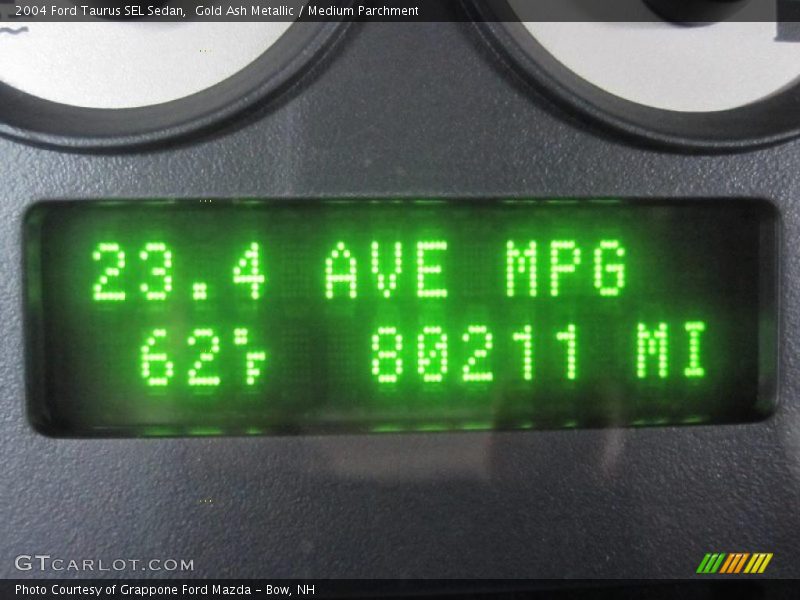 2004 Ford Taurus SEL Sedan,  Gold Ash Metallic / Medium Parchment
23.4 AVE MPG
62°F 80211 MI
GTCARLOT.COM
Photo Courtesy of Grappone Ford Mazda - Bow, NH